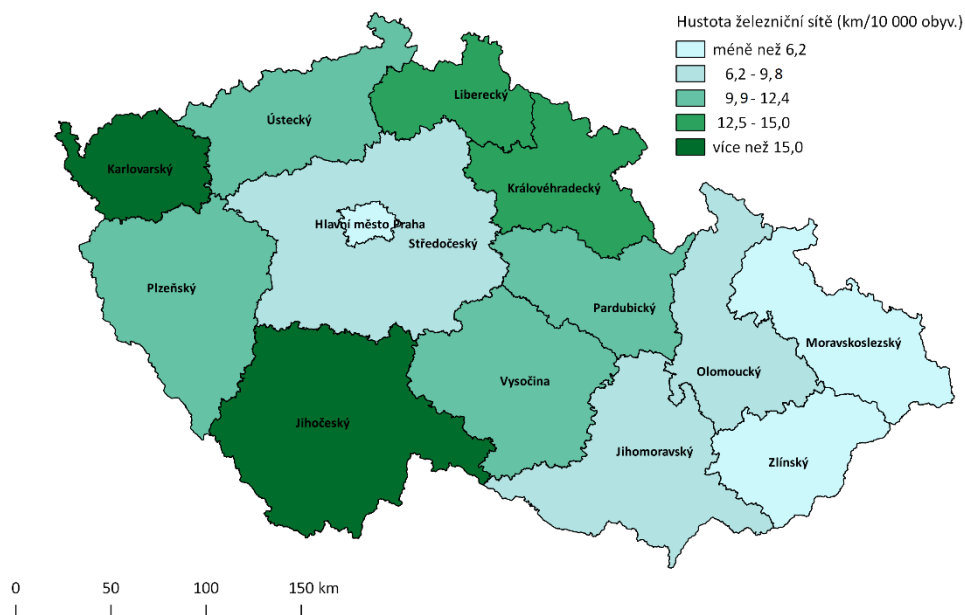 Hustota železniční sítě (km/10 000 obyv.)
méně než 6,2
6,2 - 9,8
9,9 - 12,4
12,5 - 15,0
více než 15,0
Liberecký
Ústecký
Karlovarský
Královéhradecký
Hlavní město Praha
Středočeský
Plzeňský
Pardubický
Moravskoslezský
Olomoucký
Vysočina
Jihočeský
Jihomoravský
Zlínský
0 50 100 150 km